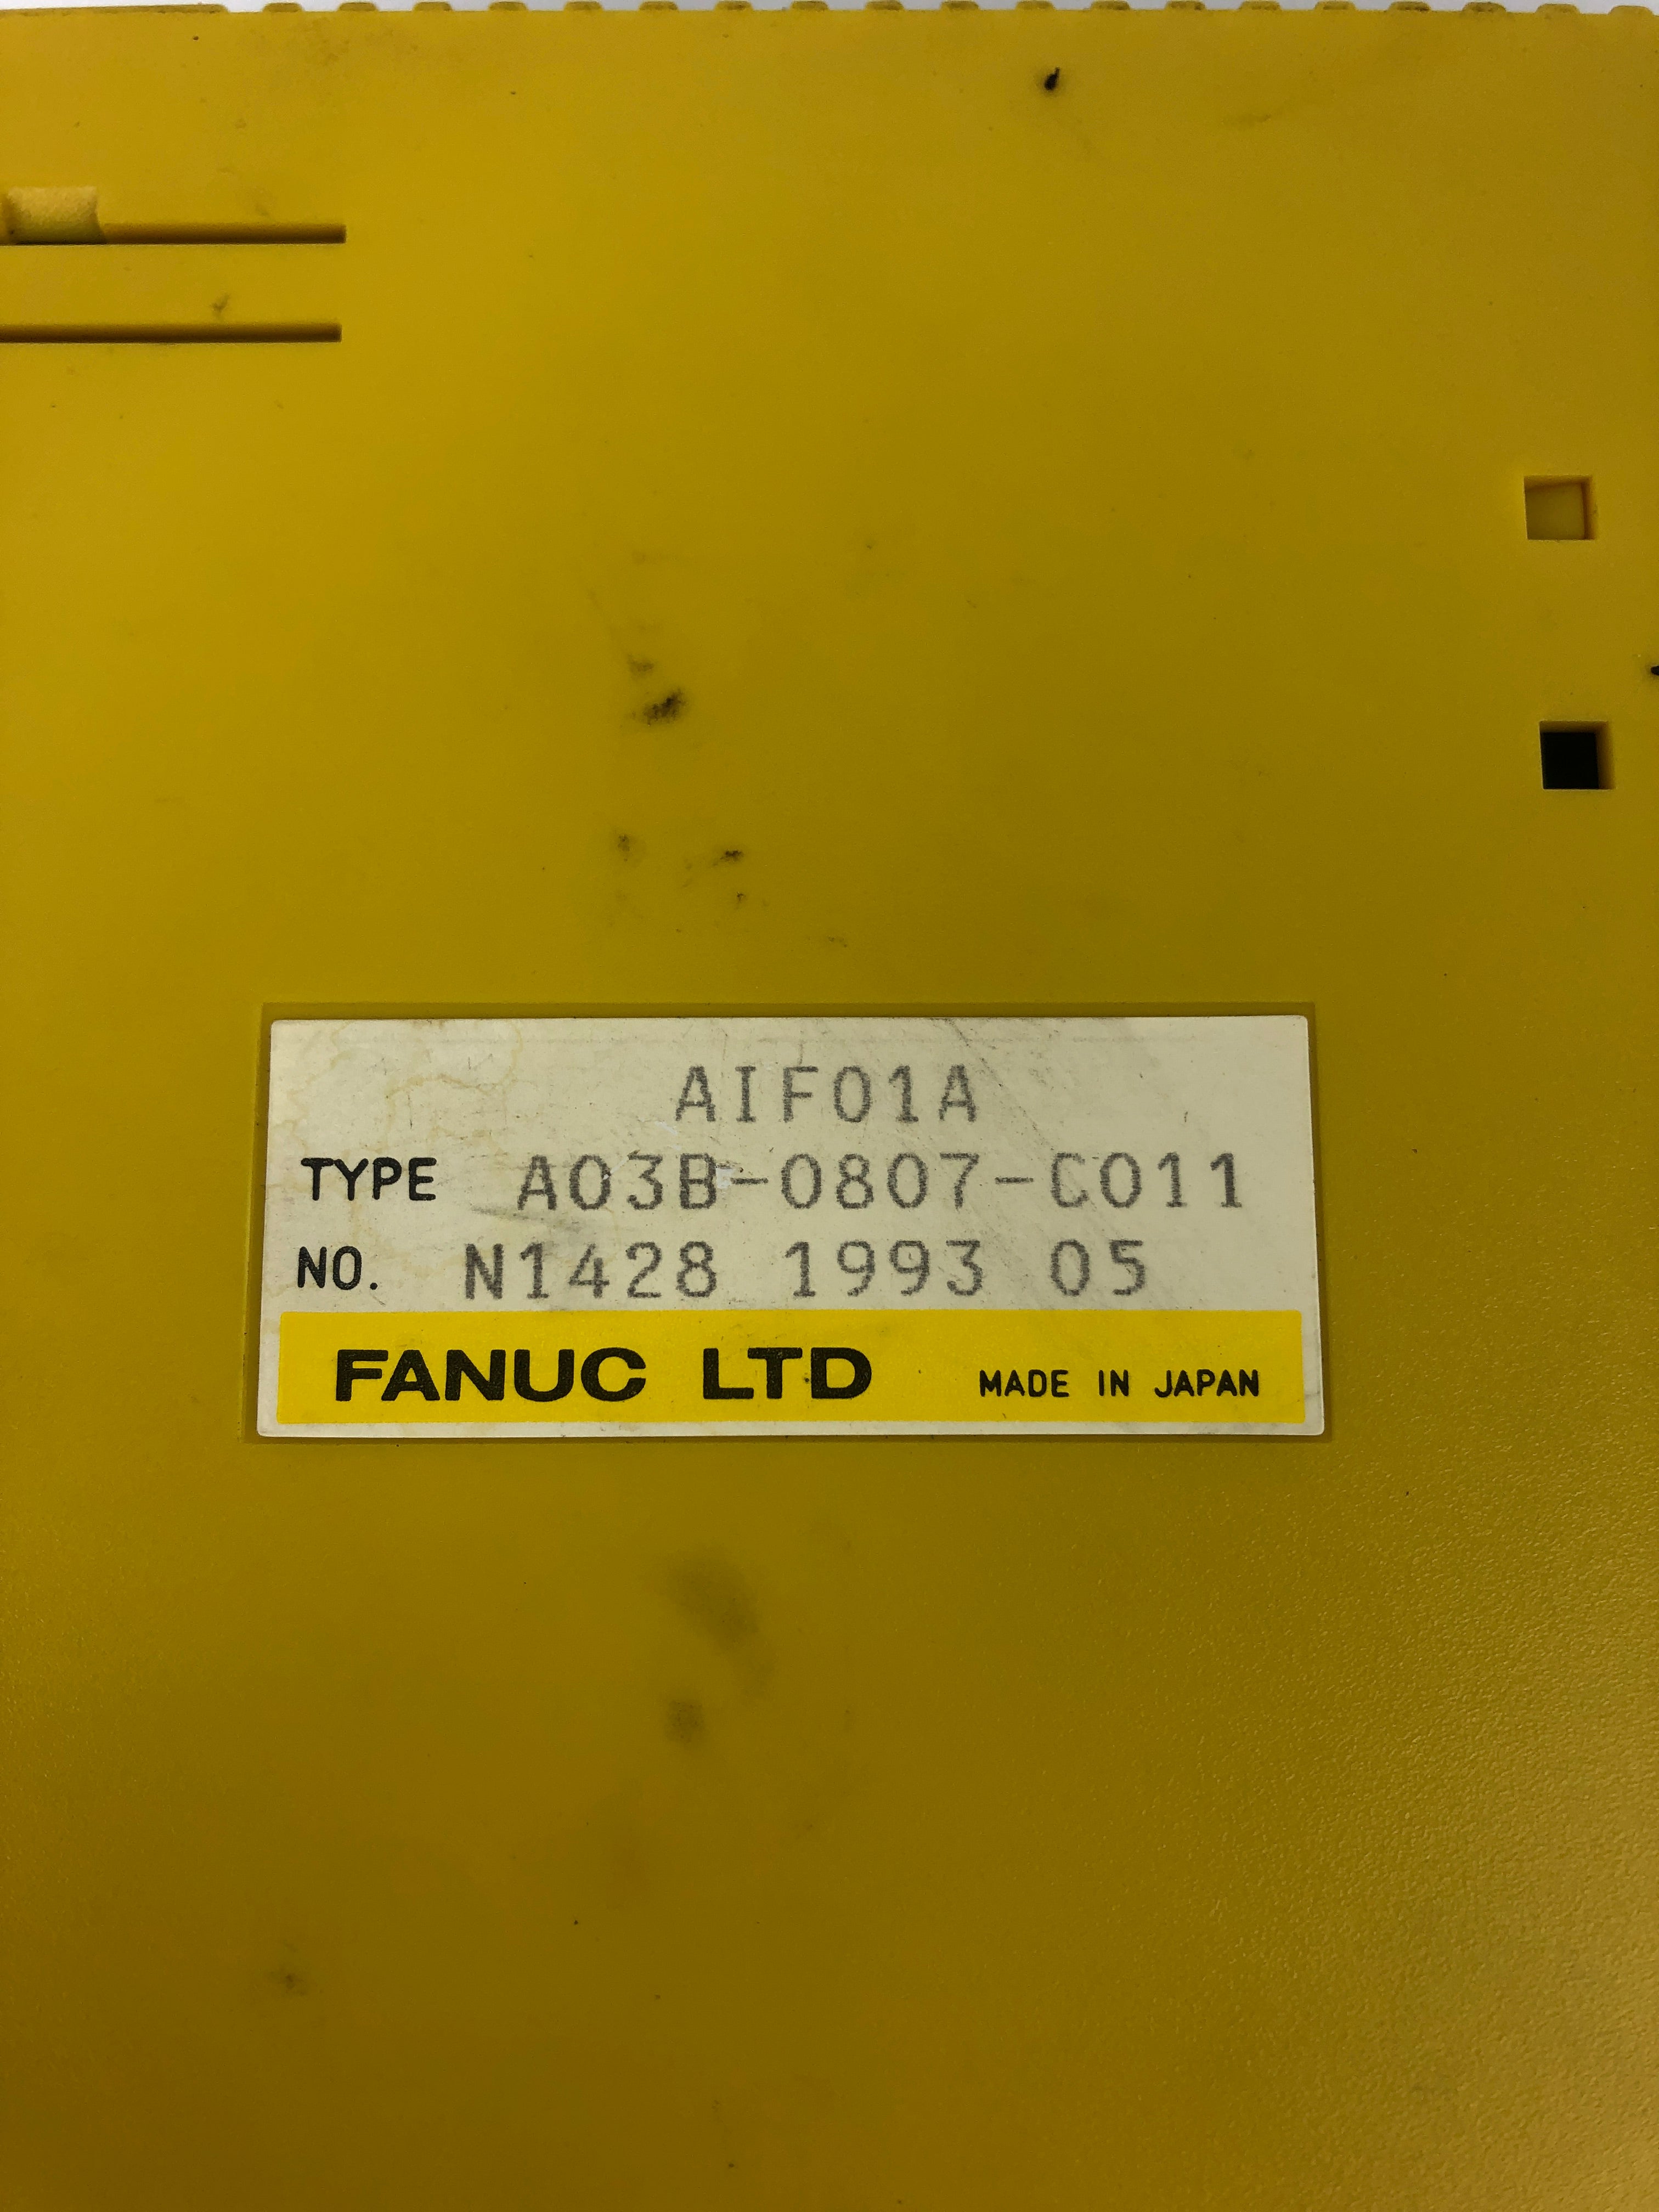 AIF01A
TYPE A03B-0807-C011
NO. N1428 1993 05
FANUC LTD MADE IN JAPAN